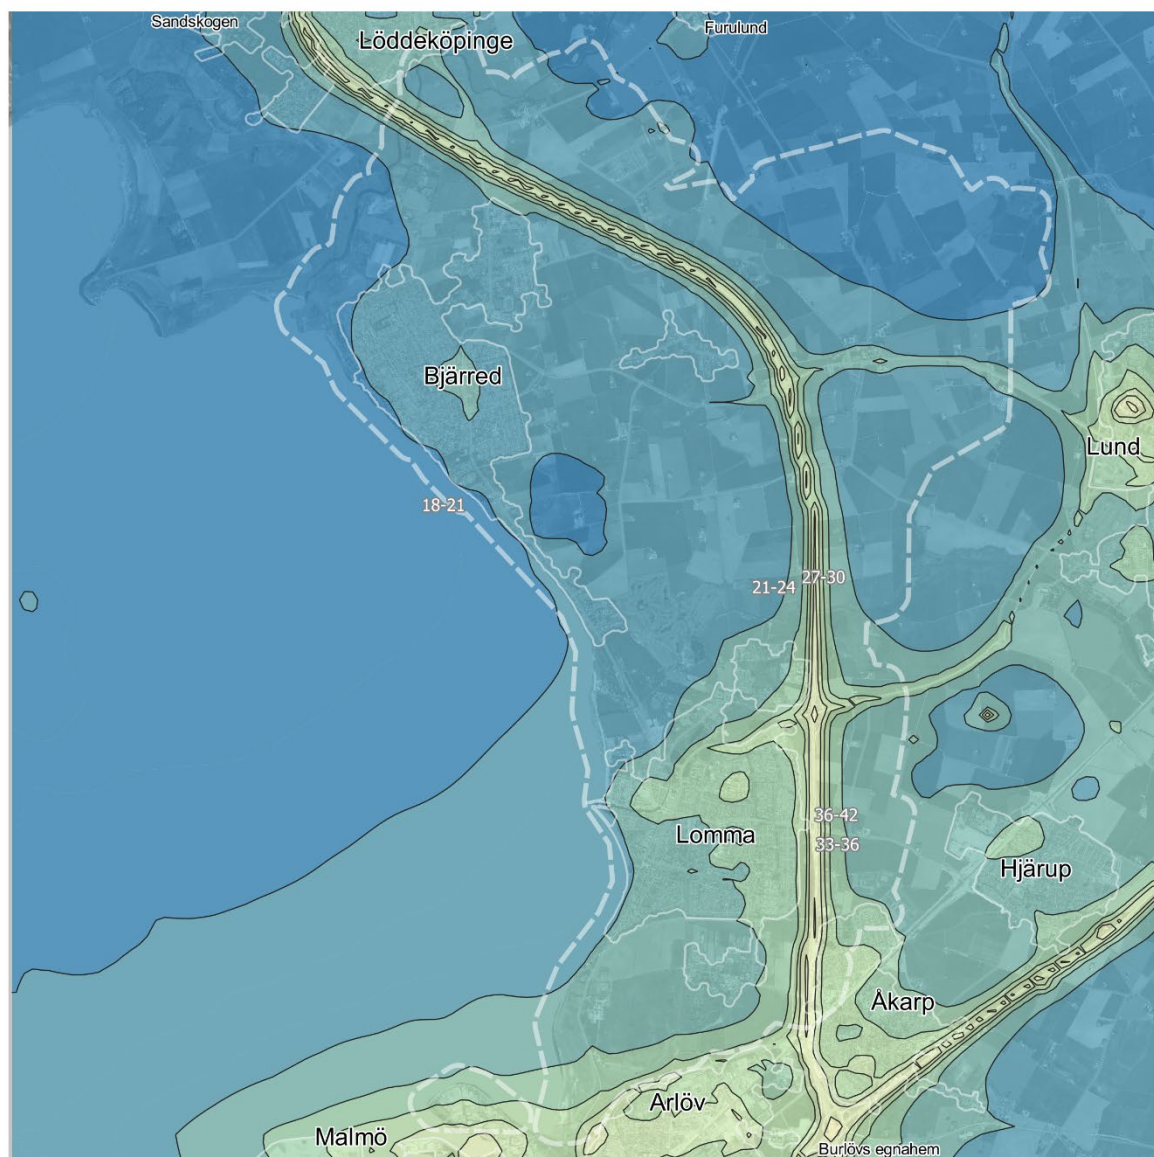 Sandskogen
Furulund
Löddeköpinge
Bjärred
Lund
18-21
27-30
21-24
36-42
Lomma
33-36
Hjärup
Åkarp
Arlöv
Malmö
Burlövs egnahem